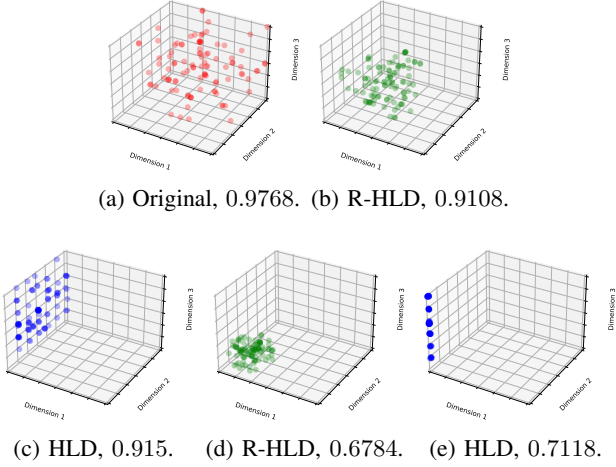 Dimension 3
Dimension 3
Dimension 2
Dimension 2
Dimension 1
Dimension 1
(a) Original, 0.9768. (b) R-HLD, 0.9108.
Dimension 3
Dimension 3
Dimension 3
Dimension 2
Dimension 2
Dimension 2
Dimension 1
Dimension 1
Dimension 1
(c) HLD, 0.915. (d) R-HLD, 0.6784. (e) HLD, 0.7118.